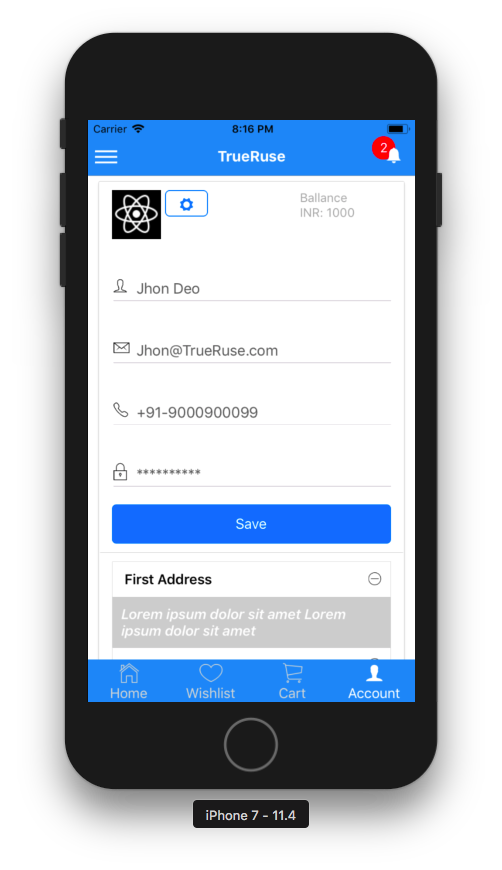 Carrier
8:16 PM
TrueRuse
2
Ballance
INR: 1000
Jhon Deo
Jhon@TrueRuse.com
+91-9000900099
**********
Save
First Address
Lorem ipsum dolor sit amet Lorem
ipsum dolor sit amet
Home
Wishlist
Cart
Account
iPhone 7 - 11.4